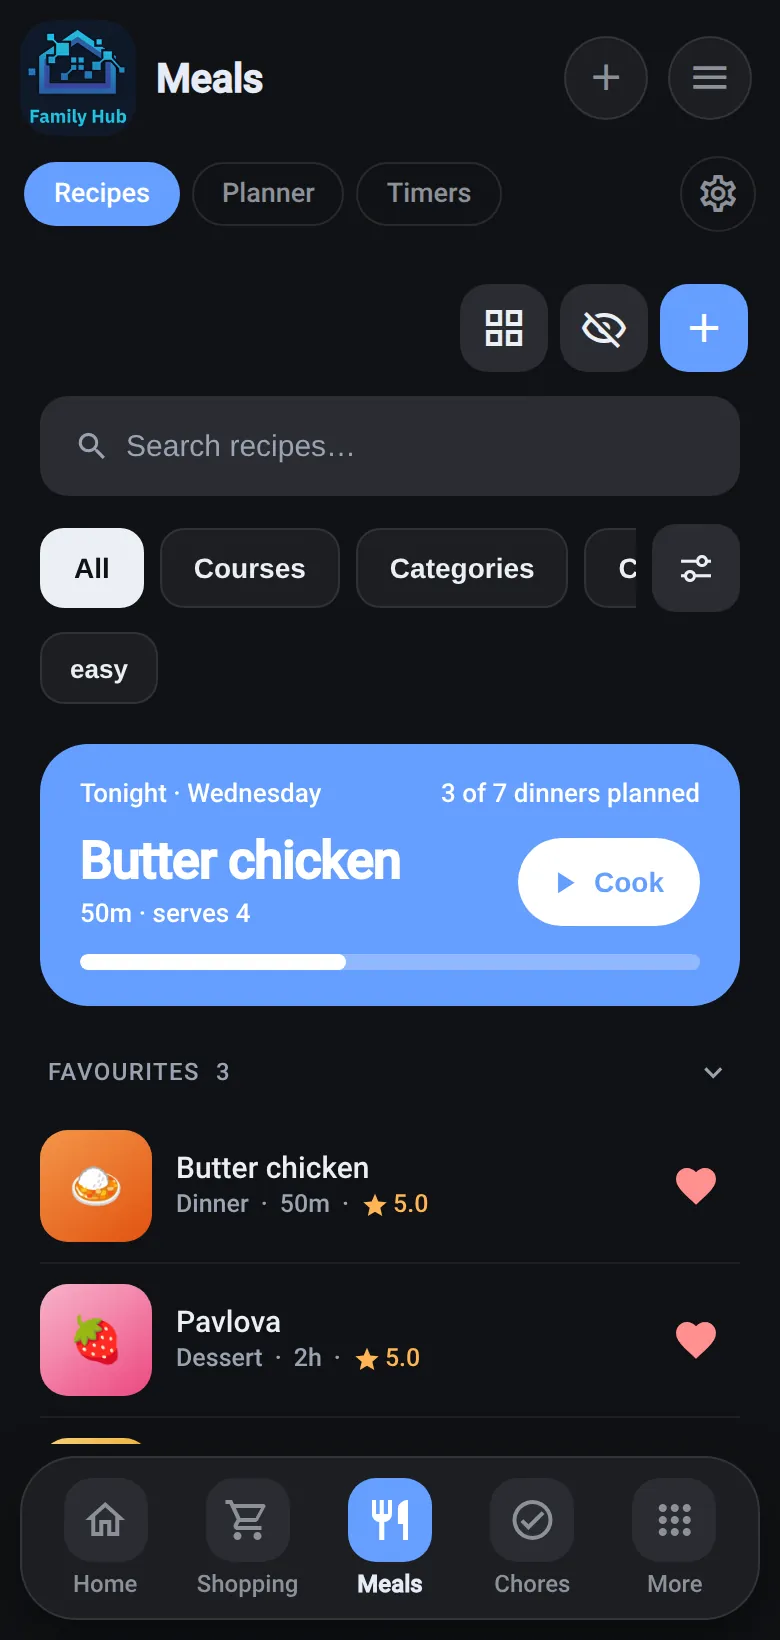 Family Hub
Meals
Recipes
Planner
Timers
Search recipes…
All
Courses
Categories
C
easy
Tonight · Wednesday
3 of 7 dinners planned
Butter chicken
50m · serves 4
Cook
FAVOURITES 3
Butter chicken
Dinner · 50m · ★ 5.0
Pavlova
Dessert · 2h · ★ 5.0
Home
Shopping
Meals
Chores
More